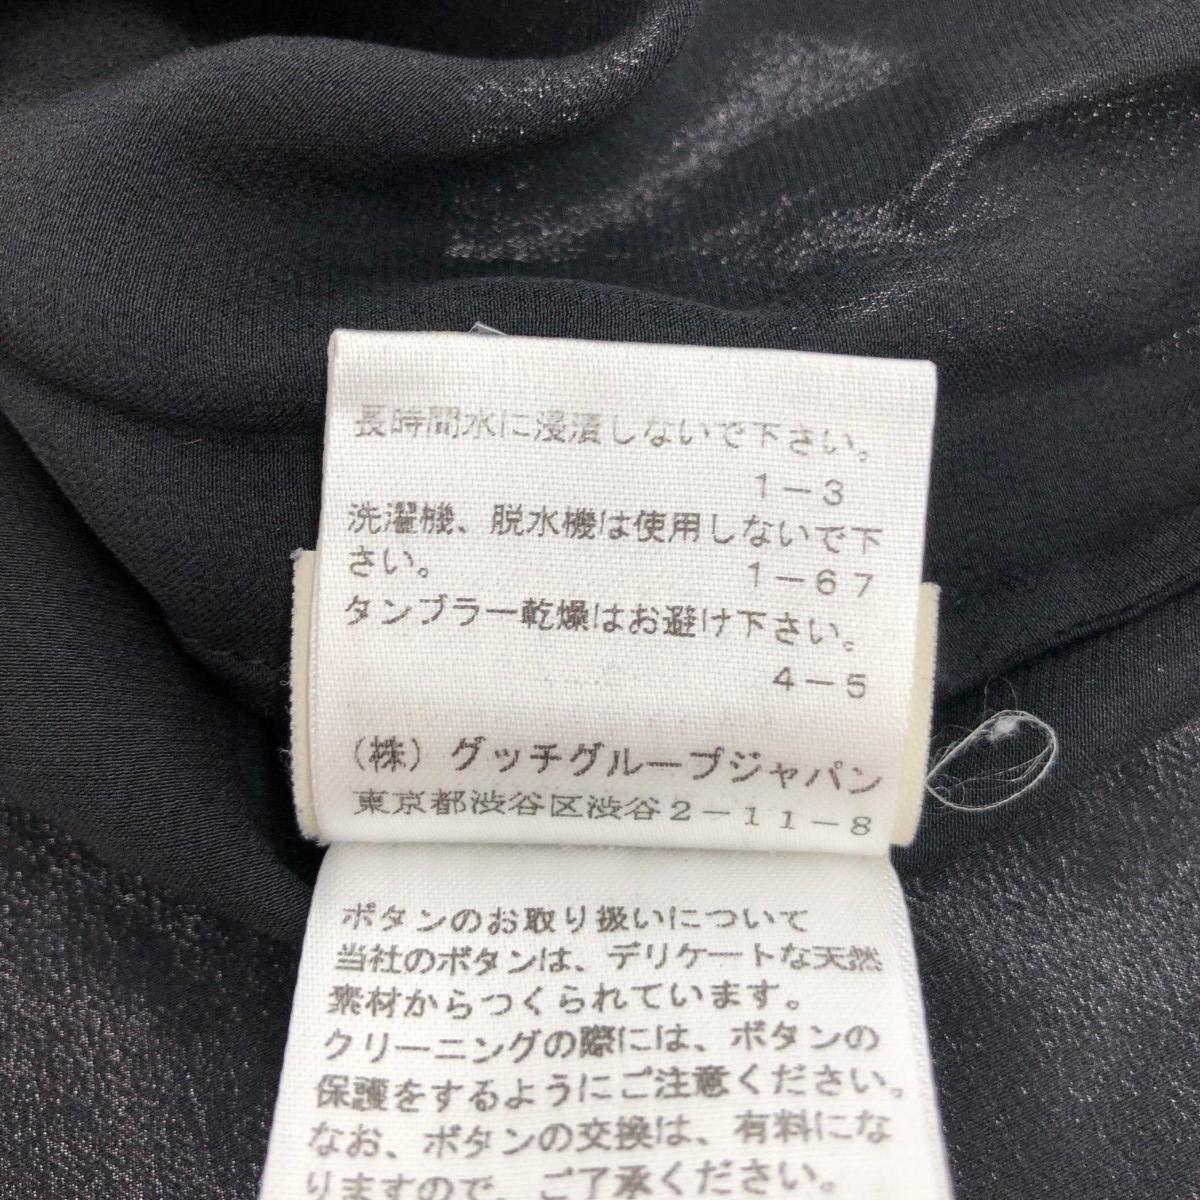 長時間水に浸漬しないで下さい。
1-3
洗濯機、脱水機は使用しないで下
さい。 1-67
タンブラー乾燥はお避け下さい。
4-5
(株)グッチグループジャパン
東京都渋谷区渋谷2-11-8
ボタンのお取り扱いについて
当社のボタンは、デリケートな天然
素材からつくられています。
クリーニングの際には、ボタンの
保護をするようにご注意ください。
なお、ボタンの交換は、有料にな
りますので、ご了承ください。